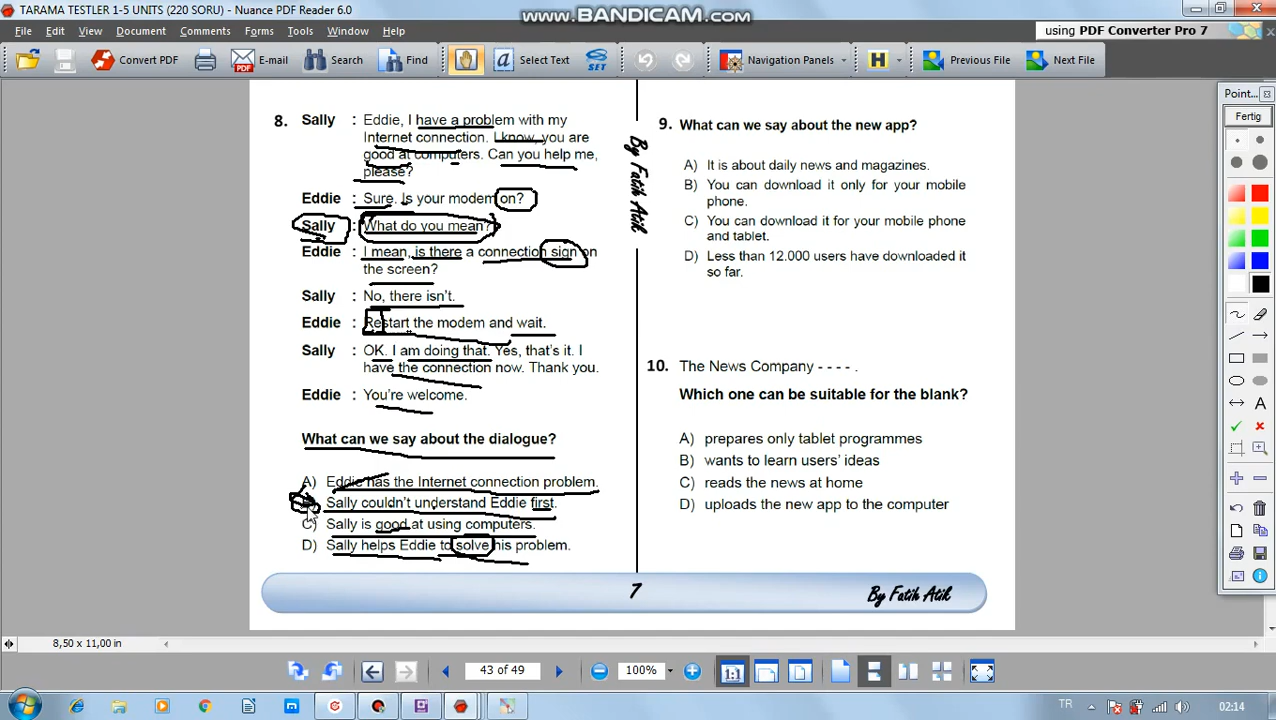 TARAMA TESTLER 1-5 UNITS (220 SORU) - Nuance PDF Reader 6.0
www.BANDICAM.com
File Edit View Document Comments Forms Tools Window Help
using PDF Converter Pro 7
Convert PDF
E-mail
Search
Find
Select Text
SET
Navigation Panels
H
Previous File
Next File
Point...
Fertig
8. Sally : Eddie, I have a problem with my
Internet connection. I know, you are
good at computers. Can you help me,
please?
Eddie : Sure. Is your modem on?
Sally : What do you mean?
Eddie : I mean, is there a connection sign on
the screen?
Sally : No, there isn't.
Eddie : Restart the modem and wait.
Sally : OK. I am doing that. Yes, that's it. I
have the connection now. Thank you.
Eddie : You're welcome.
What can we say about the dialogue?
A) Eddie has the Internet connection problem.
Sally couldn't understand Eddie first.
C) Sally is good at using computers.
D) Sally helps Eddie to solve his problem.
By Fatih Atik
9. What can we say about the new app?
A) It is about daily news and magazines.
B) You can download it only for your mobile
phone.
C) You can download it for your mobile phone
and tablet.
D) Less than 12.000 users have downloaded it
so far.
10. The News Company - - - - .
Which one can be suitable for the blank?
A) prepares only tablet programmes
B) wants to learn users' ideas
C) reads the news at home
D) uploads the new app to the computer
7
By Fatih Atik
8,50 x 11,00 in
43 of 49
100%
1:1
TR
02:14